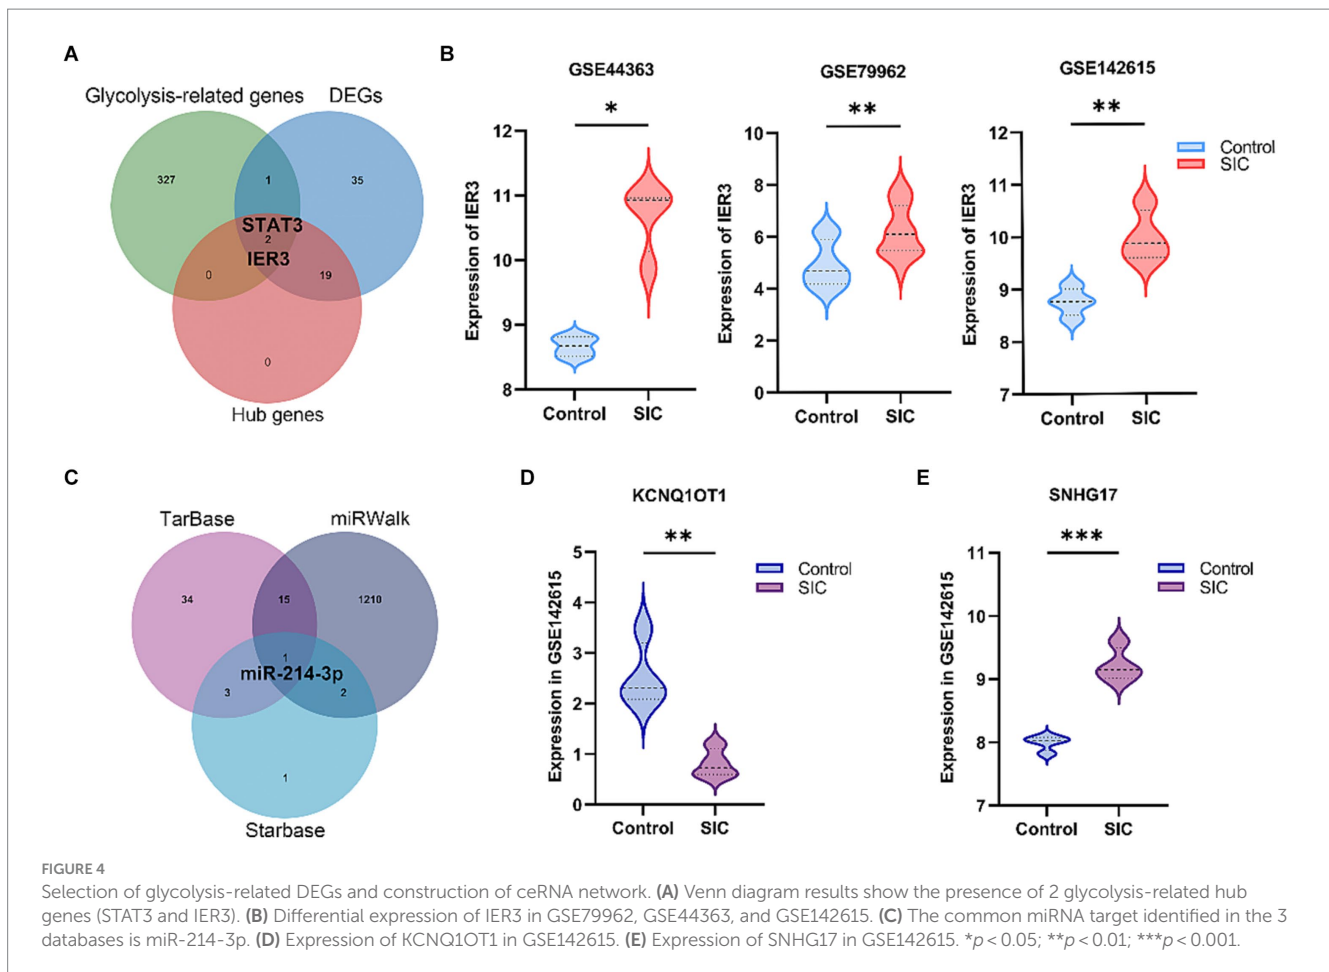 A
Glycolysis-related genes
DEGs
327
1
35
STAT3
2
IER3
0
19
0
Hub genes
B
GSE44363
*
Expression of IER3
12
11
10
9
8
Control
SIC
GSE79962
**
Expression of IER3
10
8
6
4
2
0
Control
SIC
GSE142615
**
Expression of IER3
12
11
10
9
8
7
Control
SIC
Control
SIC
C
TarBase
miRWalk
34
15
1210
1
miR-214-3p
3
2
1
Starbase
D
KCNQ1OT1
**
Expression in GSE142615
5
4
3
2
1
0
Control
SIC
Control
SIC
E
SNHG17
***
Expression in GSE142615
11
10
9
8
7
Control
SIC
Control
SIC
FIGURE 4
Selection of glycolysis-related DEGs and construction of ceRNA network. (A) Venn diagram results show the presence of 2 glycolysis-related hub
genes (STAT3 and IER3). (B) Differential expression of IER3 in GSE79962, GSE44363, and GSE142615. (C) The common miRNA target identified in the 3
databases is miR-214-3p. (D) Expression of KCNQ1OT1 in GSE142615. (E) Expression of SNHG17 in GSE142615. *p < 0.05; **p < 0.01; ***p < 0.001.